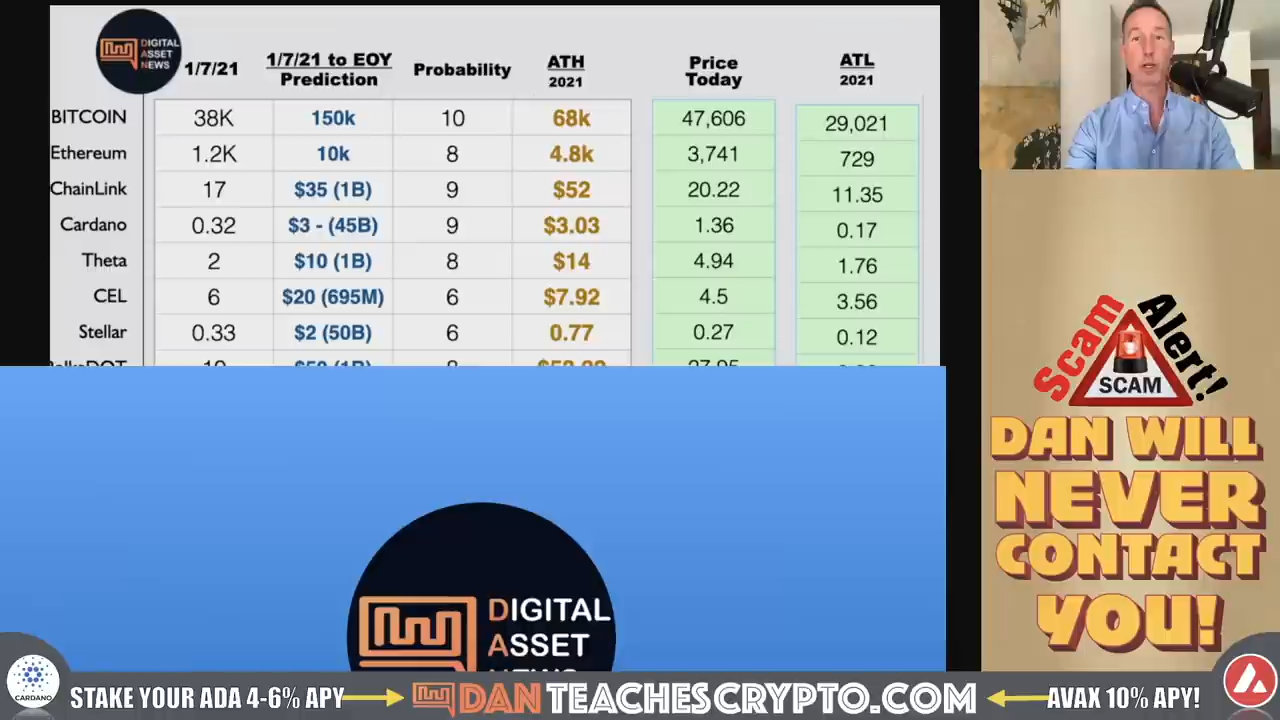 DIGITAL
ASSET
NEWS
1/7/21 1/7/21 to EOY Prediction Probability ATH 2021 Price Today ATL 2021
BITCOIN 38K 150k 10 68k 47,606 29,021
Ethereum 1.2K 10k 8 4.8k 3,741 729
ChainLink 17 $35 (1B) 9 $52 20.22 11.35
Cardano 0.32 $3 - (45B) 9 $3.03 1.36 0.17
Theta 2 $10 (1B) 8 $14 4.94 1.76
CEL 6 $20 (695M) 6 $7.92 4.5 3.56
Stellar 0.33 $2 (50B) 6 0.77 0.27 0.12
Scam Alert!
SCAM
DAN WILL
NEVER
CONTACT
YOU!
DIGITAL
ASSET
CARDANO
STAKE YOUR ADA 4-6% APY DANTEACHESCRYPTO.COM AVAX 10% APY!